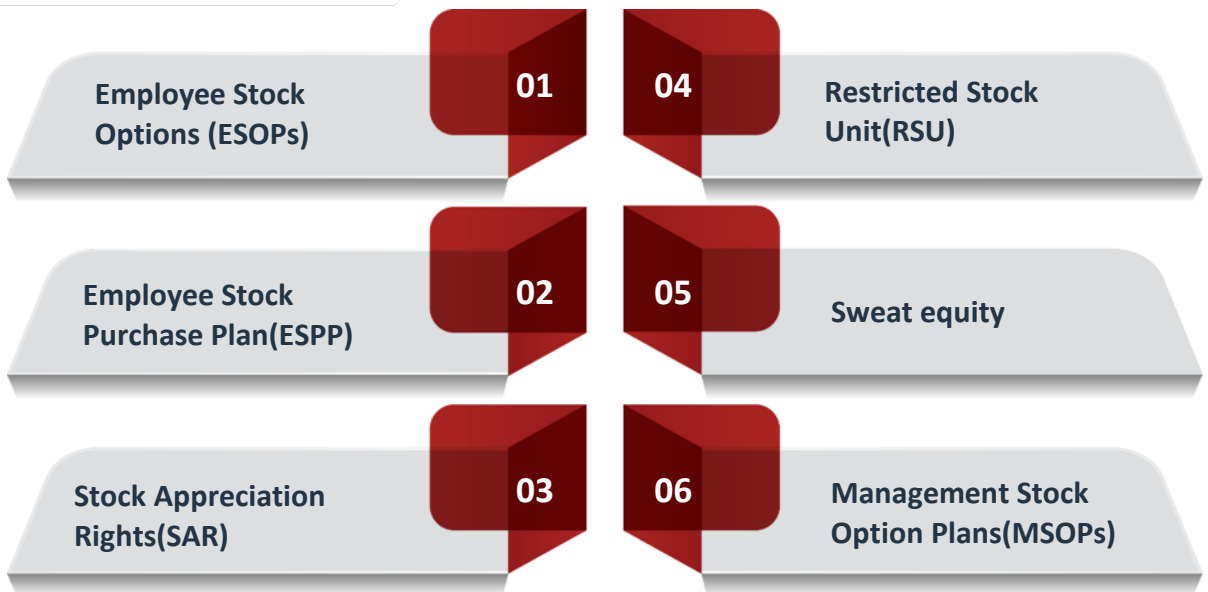 01
Employee Stock
Options (ESOPs)
02
Employee Stock
Purchase Plan(ESPP)
03
Stock Appreciation
Rights(SAR)
04
Restricted Stock
Unit(RSU)
05
Sweat equity
06
Management Stock
Option Plans(MSOPs)